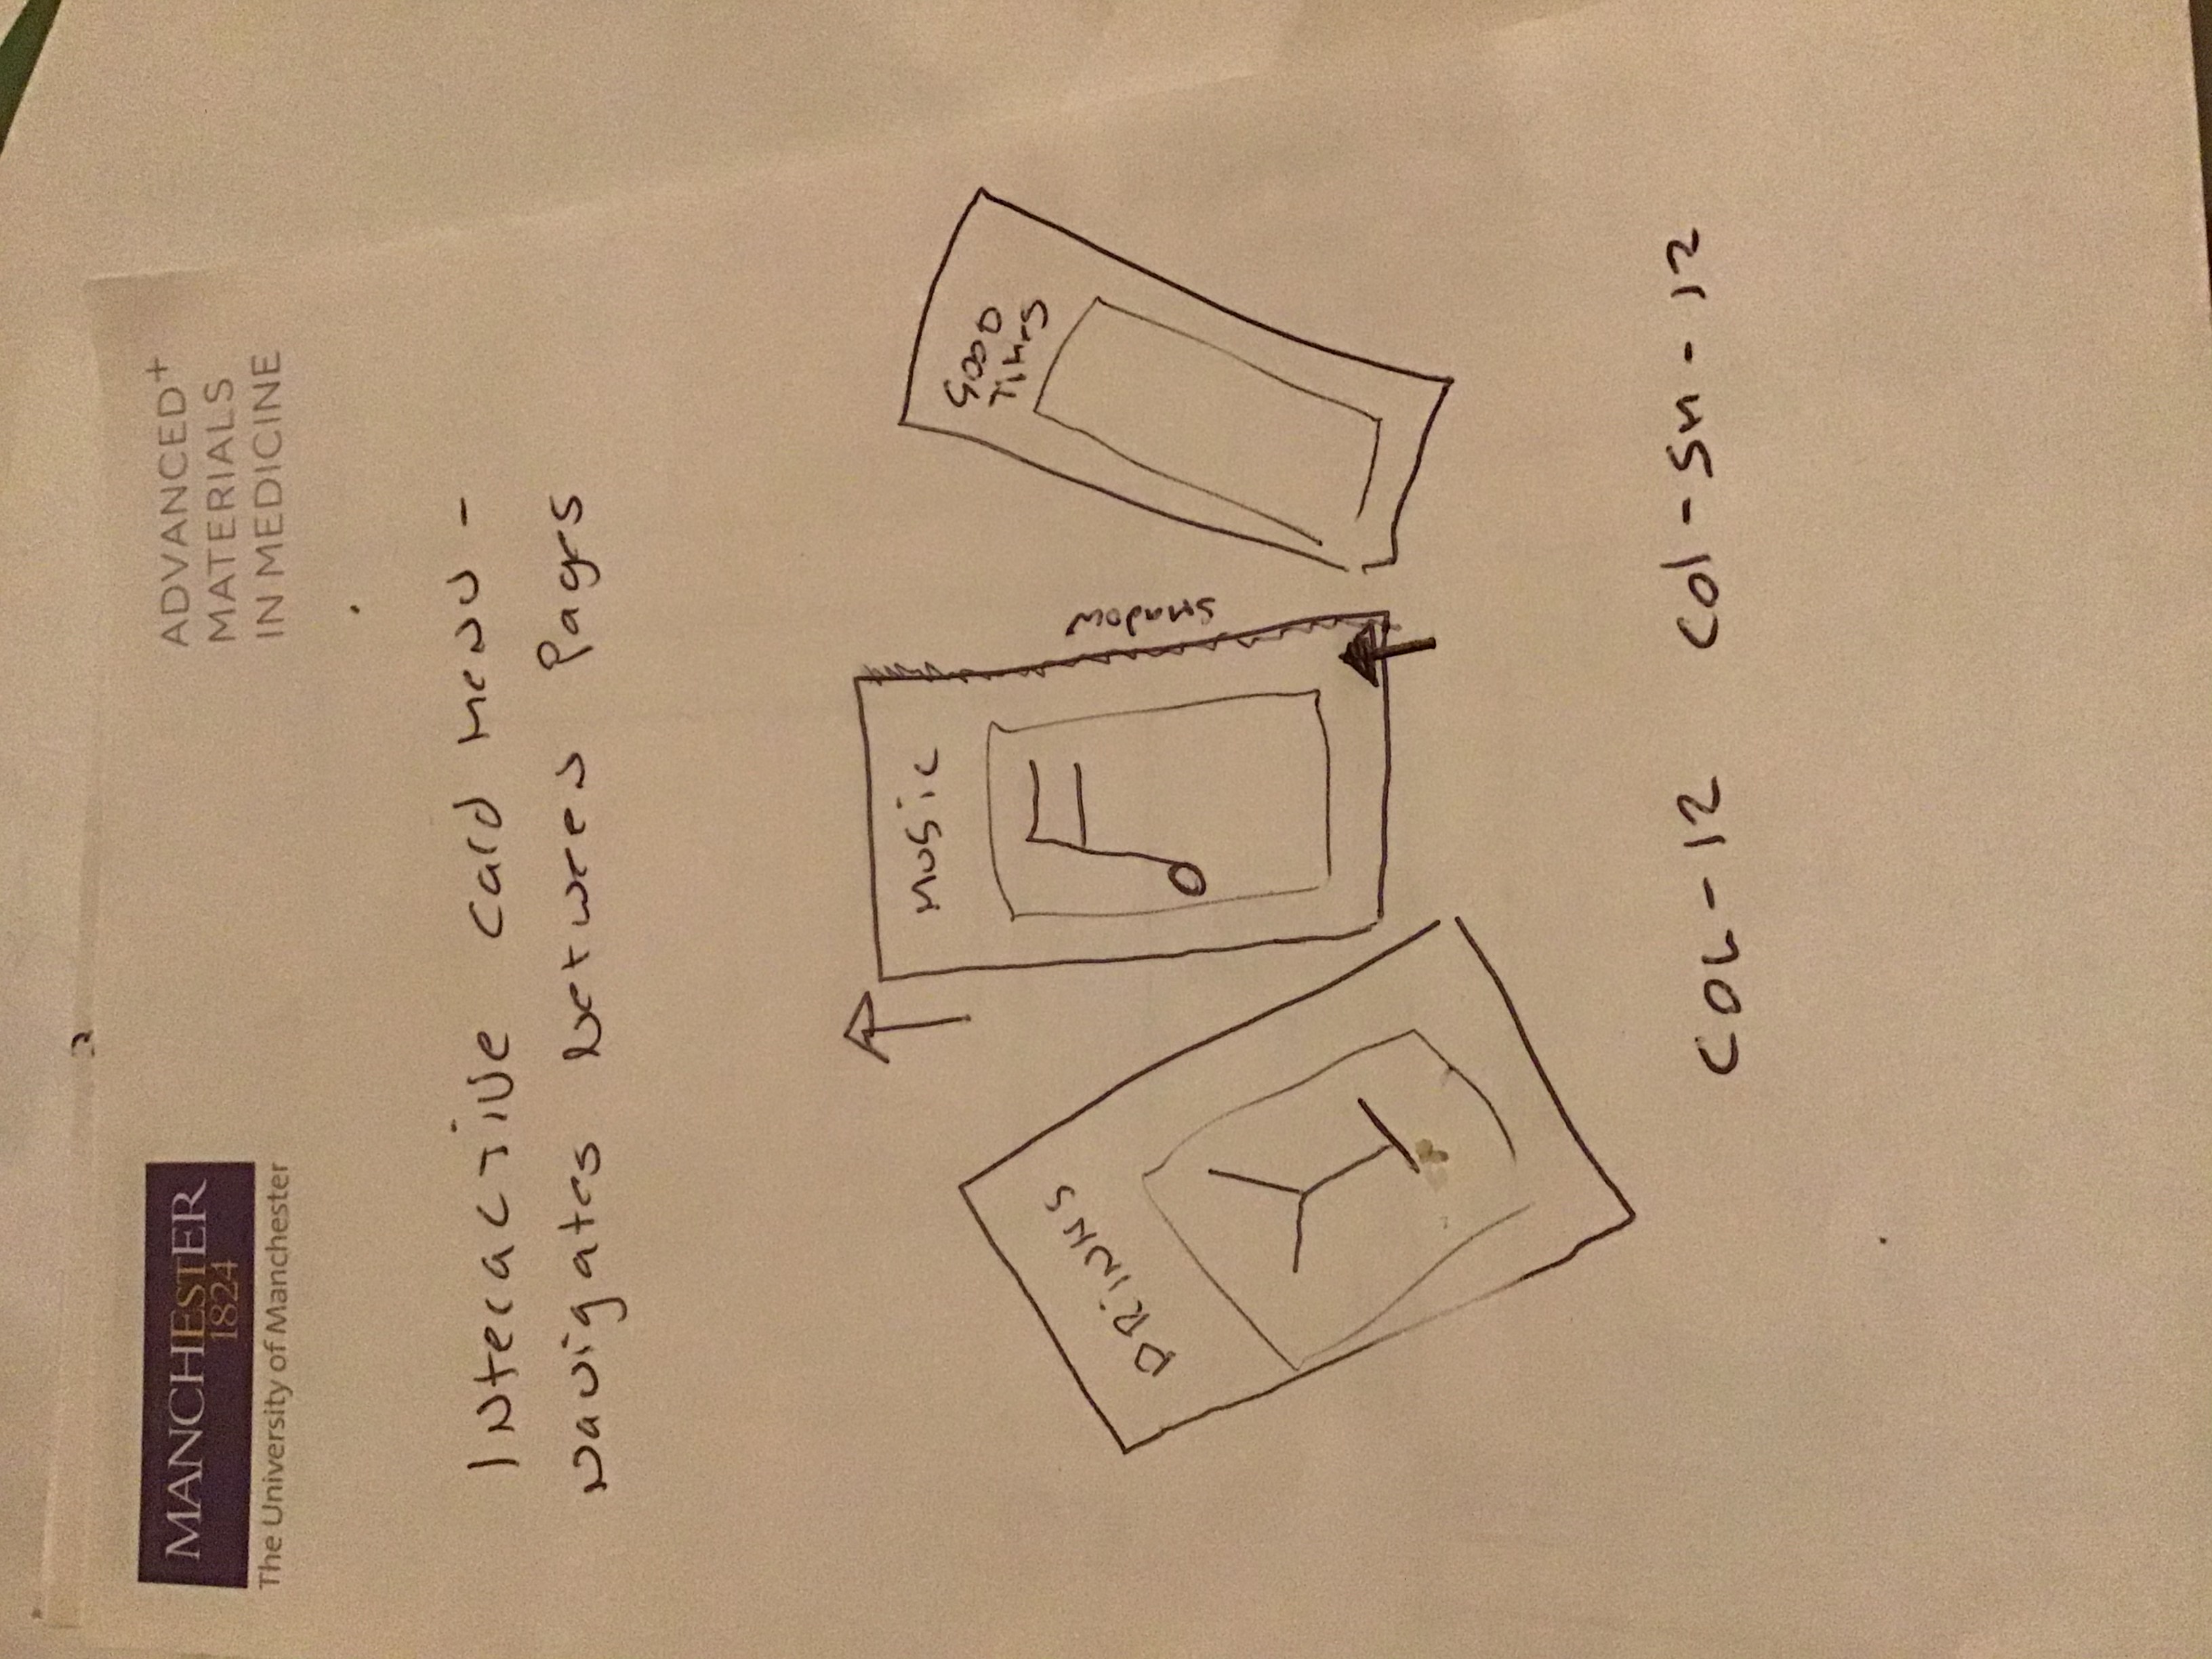 MANCHESTER
1824
The University of Manchester
ADVANCED+
MATERIALS
IN MEDICINE
INteracTiVe card MeNU -
Navigates between Pages
DRiNKS
MUSiC
SHADOW
GOOD
TiMeS
COL-12 COl-SM-12